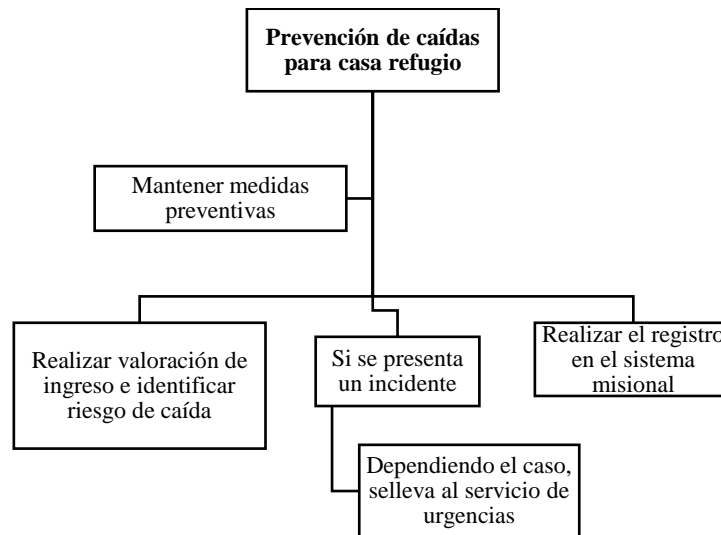 Prevención de caídas
para casa refugio
Mantener medidas
preventivas
Realizar valoración de
ingreso e identificar
riesgo de caída
Si se presenta
un incidente
Realizar el registro
en el sistema
misional
Dependiendo el caso,
selleva al servicio de
urgencias